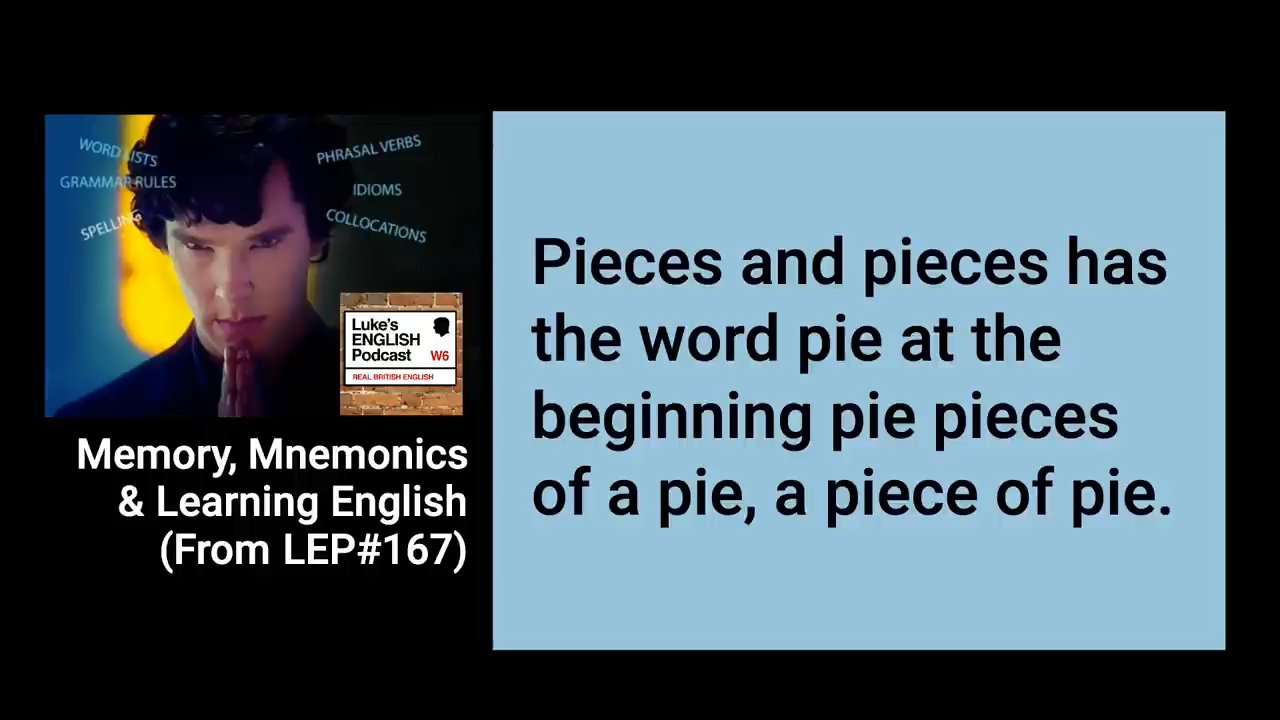 WORD LISTS
GRAMMAR RULES
SPELLING
PHRASAL VERBS
IDIOMS
COLLOCATIONS
Luke's
ENGLISH
Podcast W6
REAL BRITISH ENGLISH
Memory, Mnemonics
& Learning English
(From LEP#167)
Pieces and pieces has
the word pie at the
beginning pie pieces
of a pie, a piece of pie.